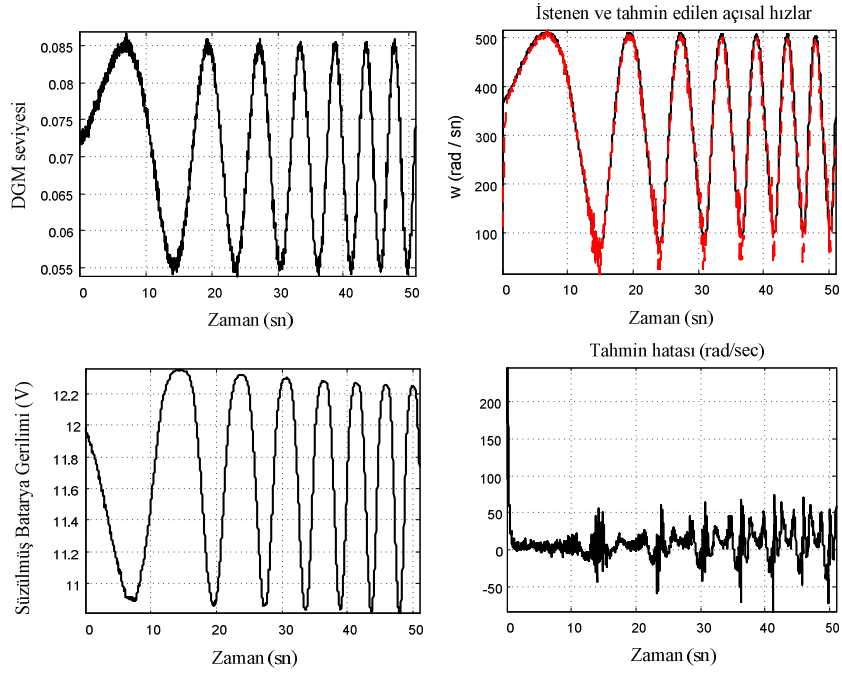 DGM seviyesi
0.085
0.08
0.075
0.07
0.065
0.06
0.055
0 10 20 30 40 50
Zaman (sn)
İstenen ve tahmin edilen açısal hızlar
w (rad / sn)
500
400
300
200
100
0 10 20 30 40 50
Zaman (sn)
Süzülmüş Batarya Gerilimi (V)
12.2
12
11.8
11.6
11.4
11.2
11
0 10 20 30 40 50
Zaman (sn)
Tahmin hatası (rad/sec)
200
150
100
50
0
-50
0 10 20 30 40 50
Zaman (sn)